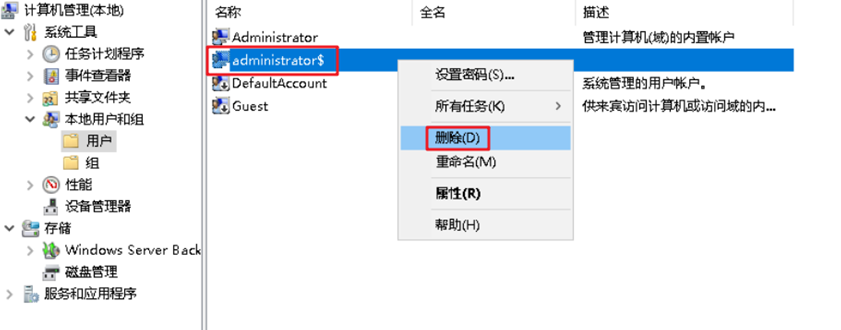 计算机管理(本地)
系统工具
任务计划程序
事件查看器
共享文件夹
本地用户和组
用户
组
性能
设备管理器
存储
Windows Server Back
磁盘管理
服务和应用程序
名称 全名 描述
Administrator 管理计算机(域)的内置帐户
administrator$
DefaultAccount 系统管理的用户帐户。
Guest 供来宾访问计算机或访问域的内...
设置密码(S)...
所有任务(K)
删除(D)
重命名(M)
属性(R)
帮助(H)